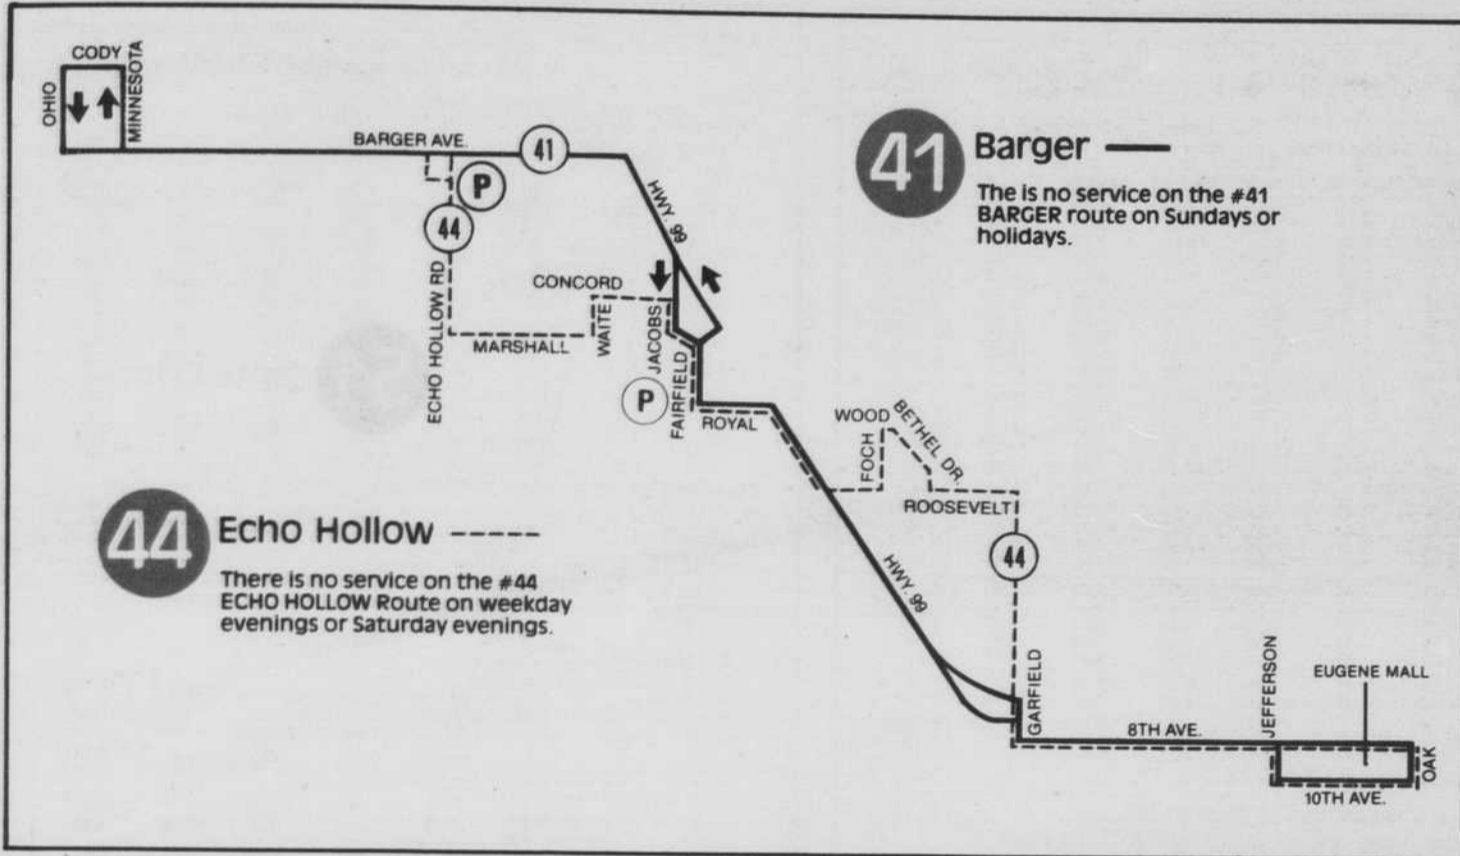 CODY
OHIO
MINNESOTA
BARGER AVE.
41
P
44
HWY. 99
ECHO HOLLOW RD
MARSHALL
WAITE
CONCORD
JACOBS
FAIRFIELD
P
ROYAL
41 Barger
The is no service on the #41
BARGER route on Sundays or
holidays.
WOOD
BETHEL DR.
FOCH
ROOSEVELT
44
HWY. 99
44 Echo Hollow
There is no service on the #44
ECHO HOLLOW Route on weekday
evenings or Saturday evenings.
GARFIELD
8TH AVE.
JEFFERSON
EUGENE MALL
OAK
10TH AVE.